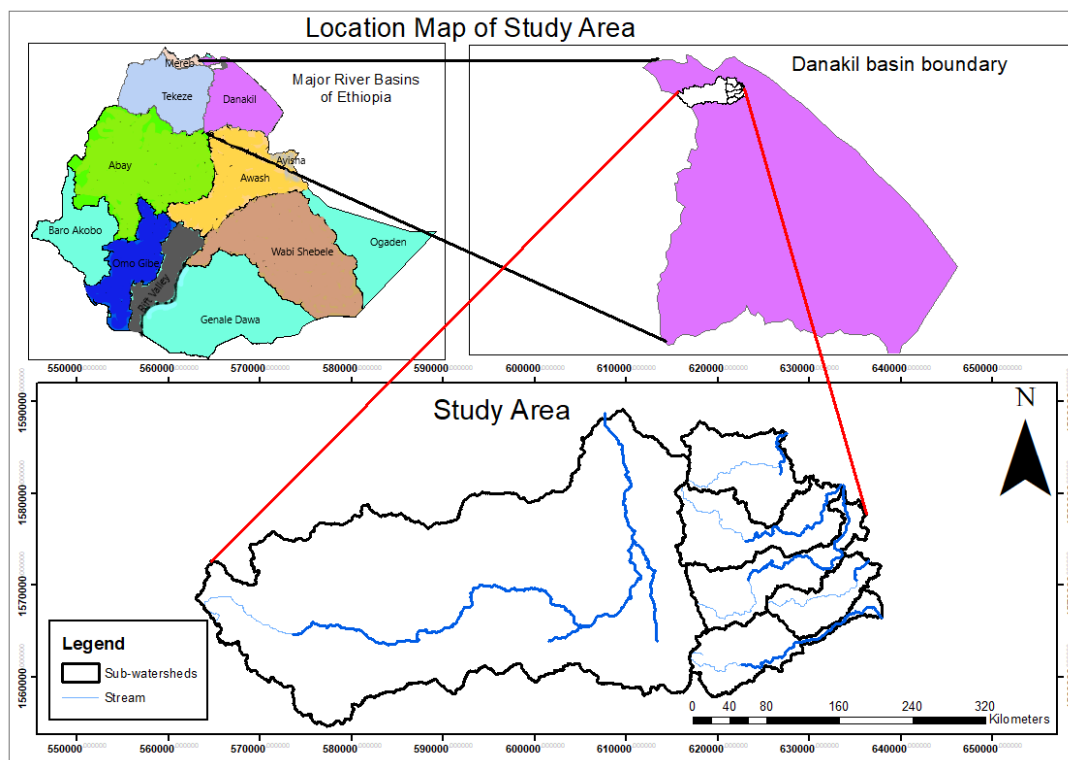 Location Map of Study Area
Major River Basins
of Ethiopia
Mereb
Tekeze
Danakil
Abay
Ayisha
Awash
Baro Akobo
Omo Gibe
Rift Valley
Wabi Shebele
Ogaden
Genale Dawa
Danakil basin boundary
550000 560000 570000 580000 590000 600000 610000 620000 630000 640000 650000
Study Area
N
1590000
1580000
1570000
1560000
Legend
Sub-watersheds
Stream
0 40 80 160 240 320
Kilometers
550000 560000 570000 580000 590000 600000 610000 620000 630000 640000 650000